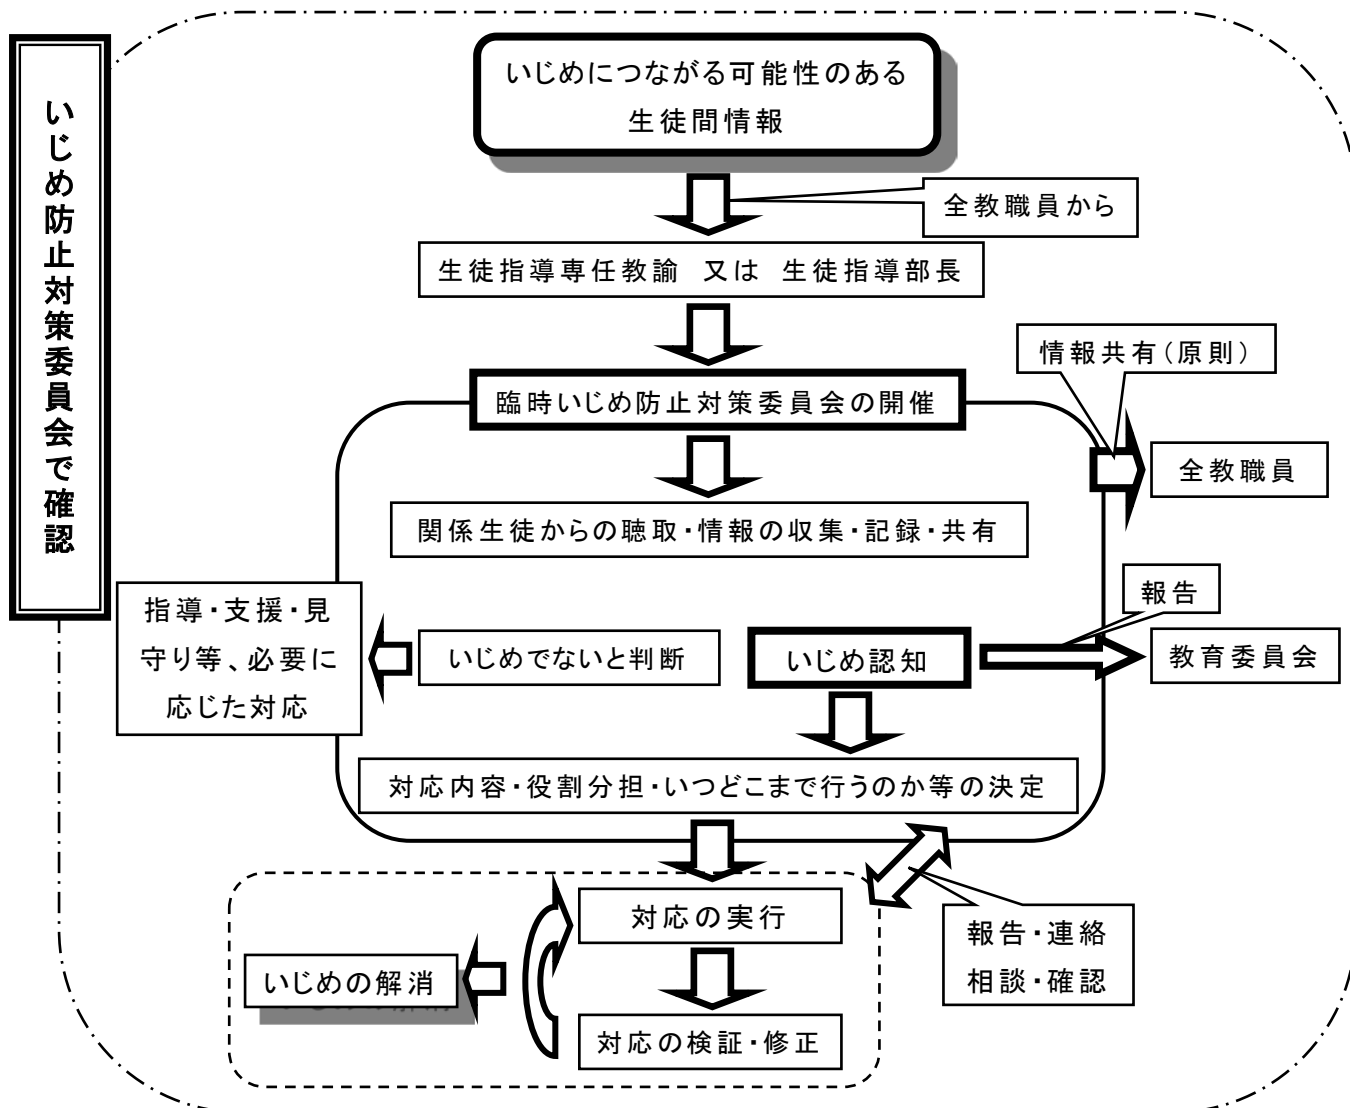 いじめ防止対策委員会で確認
いじめにつながる可能性のある
生徒間情報
全教職員から
生徒指導専任教諭 又は 生徒指導部長
情報共有(原則)
臨時いじめ防止対策委員会の開催
全教職員
関係生徒からの聴取・情報の収集・記録・共有
報告
指導・支援・見
守り等、必要に
応じた対応
いじめでないと判断
いじめ認知
教育委員会
対応内容・役割分担・いつどこまで行うのか等の決定
対応の実行
報告・連絡
相談・確認
いじめの解消
対応の検証・修正